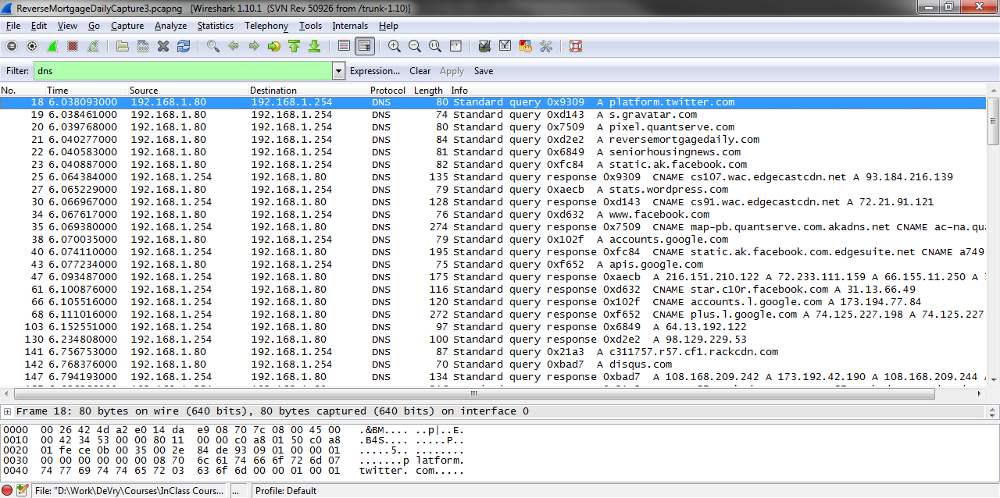 ReverseMortgageDailyCapture3.pcapng [Wireshark 1.10.1 (SVN Rev 50926 from /trunk-1.10)]
File Edit View Go Capture Analyze Statistics Telephony Tools Internals Help
Filter: dns Expression... Clear Apply Save
No. Time Source Destination Protocol Length Info
18 6.038093000 192.168.1.80 192.168.1.254 DNS 80 Standard query 0x9309 A platform.twitter.com
19 6.038461000 192.168.1.80 192.168.1.254 DNS 74 Standard query 0xd143 A s.gravatar.com
20 6.039768000 192.168.1.80 192.168.1.254 DNS 80 Standard query 0x7509 A pixel.quantserve.com
21 6.040277000 192.168.1.80 192.168.1.254 DNS 84 Standard query 0xd2e2 A reversemortgagedaily.com
22 6.040583000 192.168.1.80 192.168.1.254 DNS 81 Standard query 0x6849 A seniorhousingnews.com
23 6.040887000 192.168.1.80 192.168.1.254 DNS 82 Standard query 0xfc84 A static.ak.facebook.com
25 6.064384000 192.168.1.254 192.168.1.80 DNS 135 Standard query response 0x9309 CNAME cs107.wac.edgecastcdn.net A 93.184.216.139
27 6.065229000 192.168.1.80 192.168.1.254 DNS 79 Standard query 0xaecb A stats.wordpress.com
30 6.066967000 192.168.1.254 192.168.1.80 DNS 128 Standard query response 0xd143 CNAME cs91.wac.edgecastcdn.net A 72.21.91.121
34 6.067617000 192.168.1.80 192.168.1.254 DNS 76 Standard query 0xd632 A www.facebook.com
35 6.069380000 192.168.1.254 192.168.1.80 DNS 274 Standard query response 0x7509 CNAME map-pb.quantserve.com.akadns.net CNAME ac-na.qua
38 6.070035000 192.168.1.80 192.168.1.254 DNS 79 Standard query 0x102f A accounts.google.com
40 6.074110000 192.168.1.254 192.168.1.80 DNS 195 Standard query response 0xfc84 CNAME static.ak.facebook.com.edgesuite.net CNAME a749
43 6.077234000 192.168.1.80 192.168.1.254 DNS 75 Standard query 0xf652 A apis.google.com
47 6.093487000 192.168.1.254 192.168.1.80 DNS 175 Standard query response 0xaecb A 216.151.210.122 A 72.233.111.159 A 66.155.11.250 A
61 6.100876000 192.168.1.254 192.168.1.80 DNS 116 Standard query response 0xd632 CNAME star.c10r.facebook.com A 31.13.66.49
66 6.105516000 192.168.1.254 192.168.1.80 DNS 120 Standard query response 0x102f CNAME accounts.l.google.com A 173.194.77.84
68 6.111016000 192.168.1.254 192.168.1.80 DNS 272 Standard query response 0xf652 CNAME plus.l.google.com A 74.125.227.198 A 74.125.227
103 6.152551000 192.168.1.254 192.168.1.80 DNS 97 Standard query response 0x6849 A 64.13.192.122
130 6.234808000 192.168.1.254 192.168.1.80 DNS 100 Standard query response 0xd2e2 A 98.129.229.53
141 6.756753000 192.168.1.80 192.168.1.254 DNS 87 Standard query 0x21a3 A c311757.r57.cf1.rackcdn.com
142 6.768376000 192.168.1.80 192.168.1.254 DNS 70 Standard query 0xbad7 A disqus.com
147 6.794193000 192.168.1.254 192.168.1.80 DNS 134 Standard query response 0xbad7 A 108.168.209.242 A 173.192.42.190 A 108.168.209.244 A
Frame 18: 80 bytes on wire (640 bits), 80 bytes captured (640 bits) on interface 0
0000 00 26 42 4d a2 e0 14 da e9 08 70 7c 08 00 45 00 .&BM.... ..p|..E.
0010 00 42 34 53 00 00 80 11 00 00 c0 a8 01 50 c0 a8 .B4S.... .....P..
0020 01 fe ce 0b 00 35 00 2e 84 de 93 09 01 00 00 01 .....5.. ........
0030 00 00 00 00 00 00 08 70 6c 61 74 66 6f 72 6d 07 .......p latform.
0040 74 77 69 74 74 65 72 03 63 6f 6d 00 00 01 00 01 twitter. com.....
File: "D:\Work\DeVry\Courses\InClass Cours... ... Profile: Default